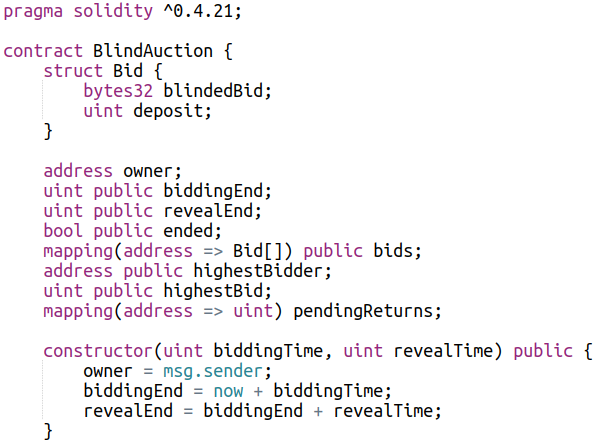 pragma solidity ^0.4.21;

contract BlindAuction {
    struct Bid {
        bytes32 blindedBid;
        uint deposit;
    }

    address owner;
    uint public biddingEnd;
    uint public revealEnd;
    bool public ended;
    mapping(address => Bid[]) public bids;
    address public highestBidder;
    uint public highestBid;
    mapping(address => uint) pendingReturns;

    constructor(uint biddingTime, uint revealTime) public {
        owner = msg.sender;
        biddingEnd = now + biddingTime;
        revealEnd = biddingEnd + revealTime;
    }